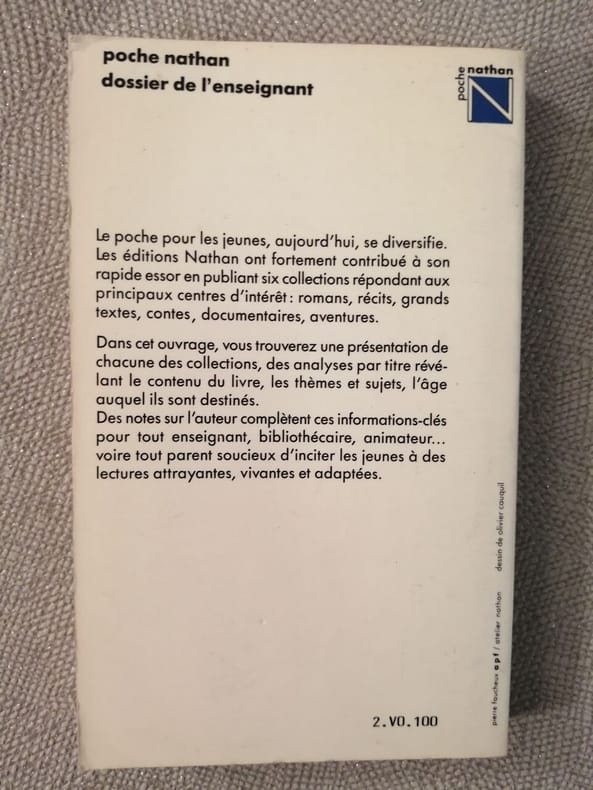 poche nathan
dossier de l'enseignant
poche nathan
Le poche pour les jeunes, aujourd'hui, se diversifie.
Les éditions Nathan ont fortement contribué à son
rapide essor en publiant six collections répondant aux
principaux centres d'intérêt : romans, récits, grands
textes, contes, documentaires, aventures.
Dans cet ouvrage, vous trouverez une présentation de
chacune des collections, des analyses par titre révé-
lant le contenu du livre, les thèmes et sujets, l'âge
auquel ils sont destinés.
Des notes sur l'auteur complètent ces informations-clés
pour tout enseignant, bibliothécaire, animateur...
voire tout parent soucieux d'inciter les jeunes à des
lectures attrayantes, vivantes et adaptées.
pierre faucheux apf / atelier nathan dessin de olivier cauquil
2.VO.100